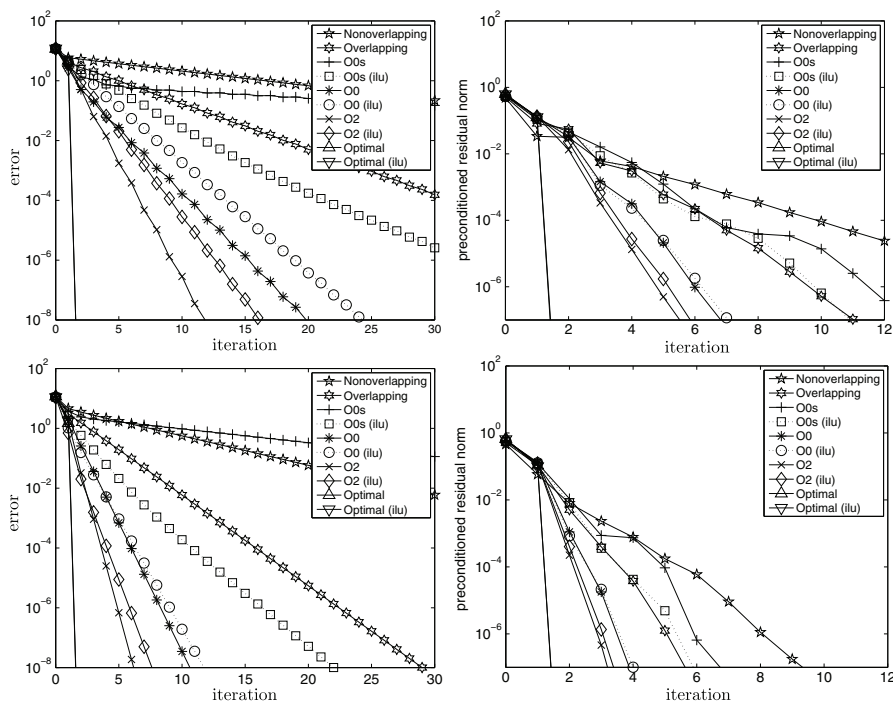 10^2
10^0
10^-2
10^-4
10^-6
10^-8
error
0 5 10 15 20 25 30
iteration
Nonoverlapping
Overlapping
O0s
O0s (ilu)
O0
O0 (ilu)
O2
O2 (ilu)
Optimal
Optimal (ilu)
10^2
10^0
10^-2
10^-4
10^-6
preconditioned residual norm
0 2 4 6 8 10 12
iteration
Nonoverlapping
Overlapping
O0s
O0s (ilu)
O0
O0 (ilu)
O2
O2 (ilu)
Optimal
Optimal (ilu)
10^2
10^0
10^-2
10^-4
10^-6
10^-8
error
0 5 10 15 20 25 30
iteration
Nonoverlapping
Overlapping
O0s
O0s (ilu)
O0
O0 (ilu)
O2
O2 (ilu)
Optimal
Optimal (ilu)
10^2
10^0
10^-2
10^-4
10^-6
preconditioned residual norm
0 2 4 6 8 10 12
iteration
Nonoverlapping
Overlapping
O0s
O0s (ilu)
O0
O0 (ilu)
O2
O2 (ilu)
Optimal
Optimal (ilu)